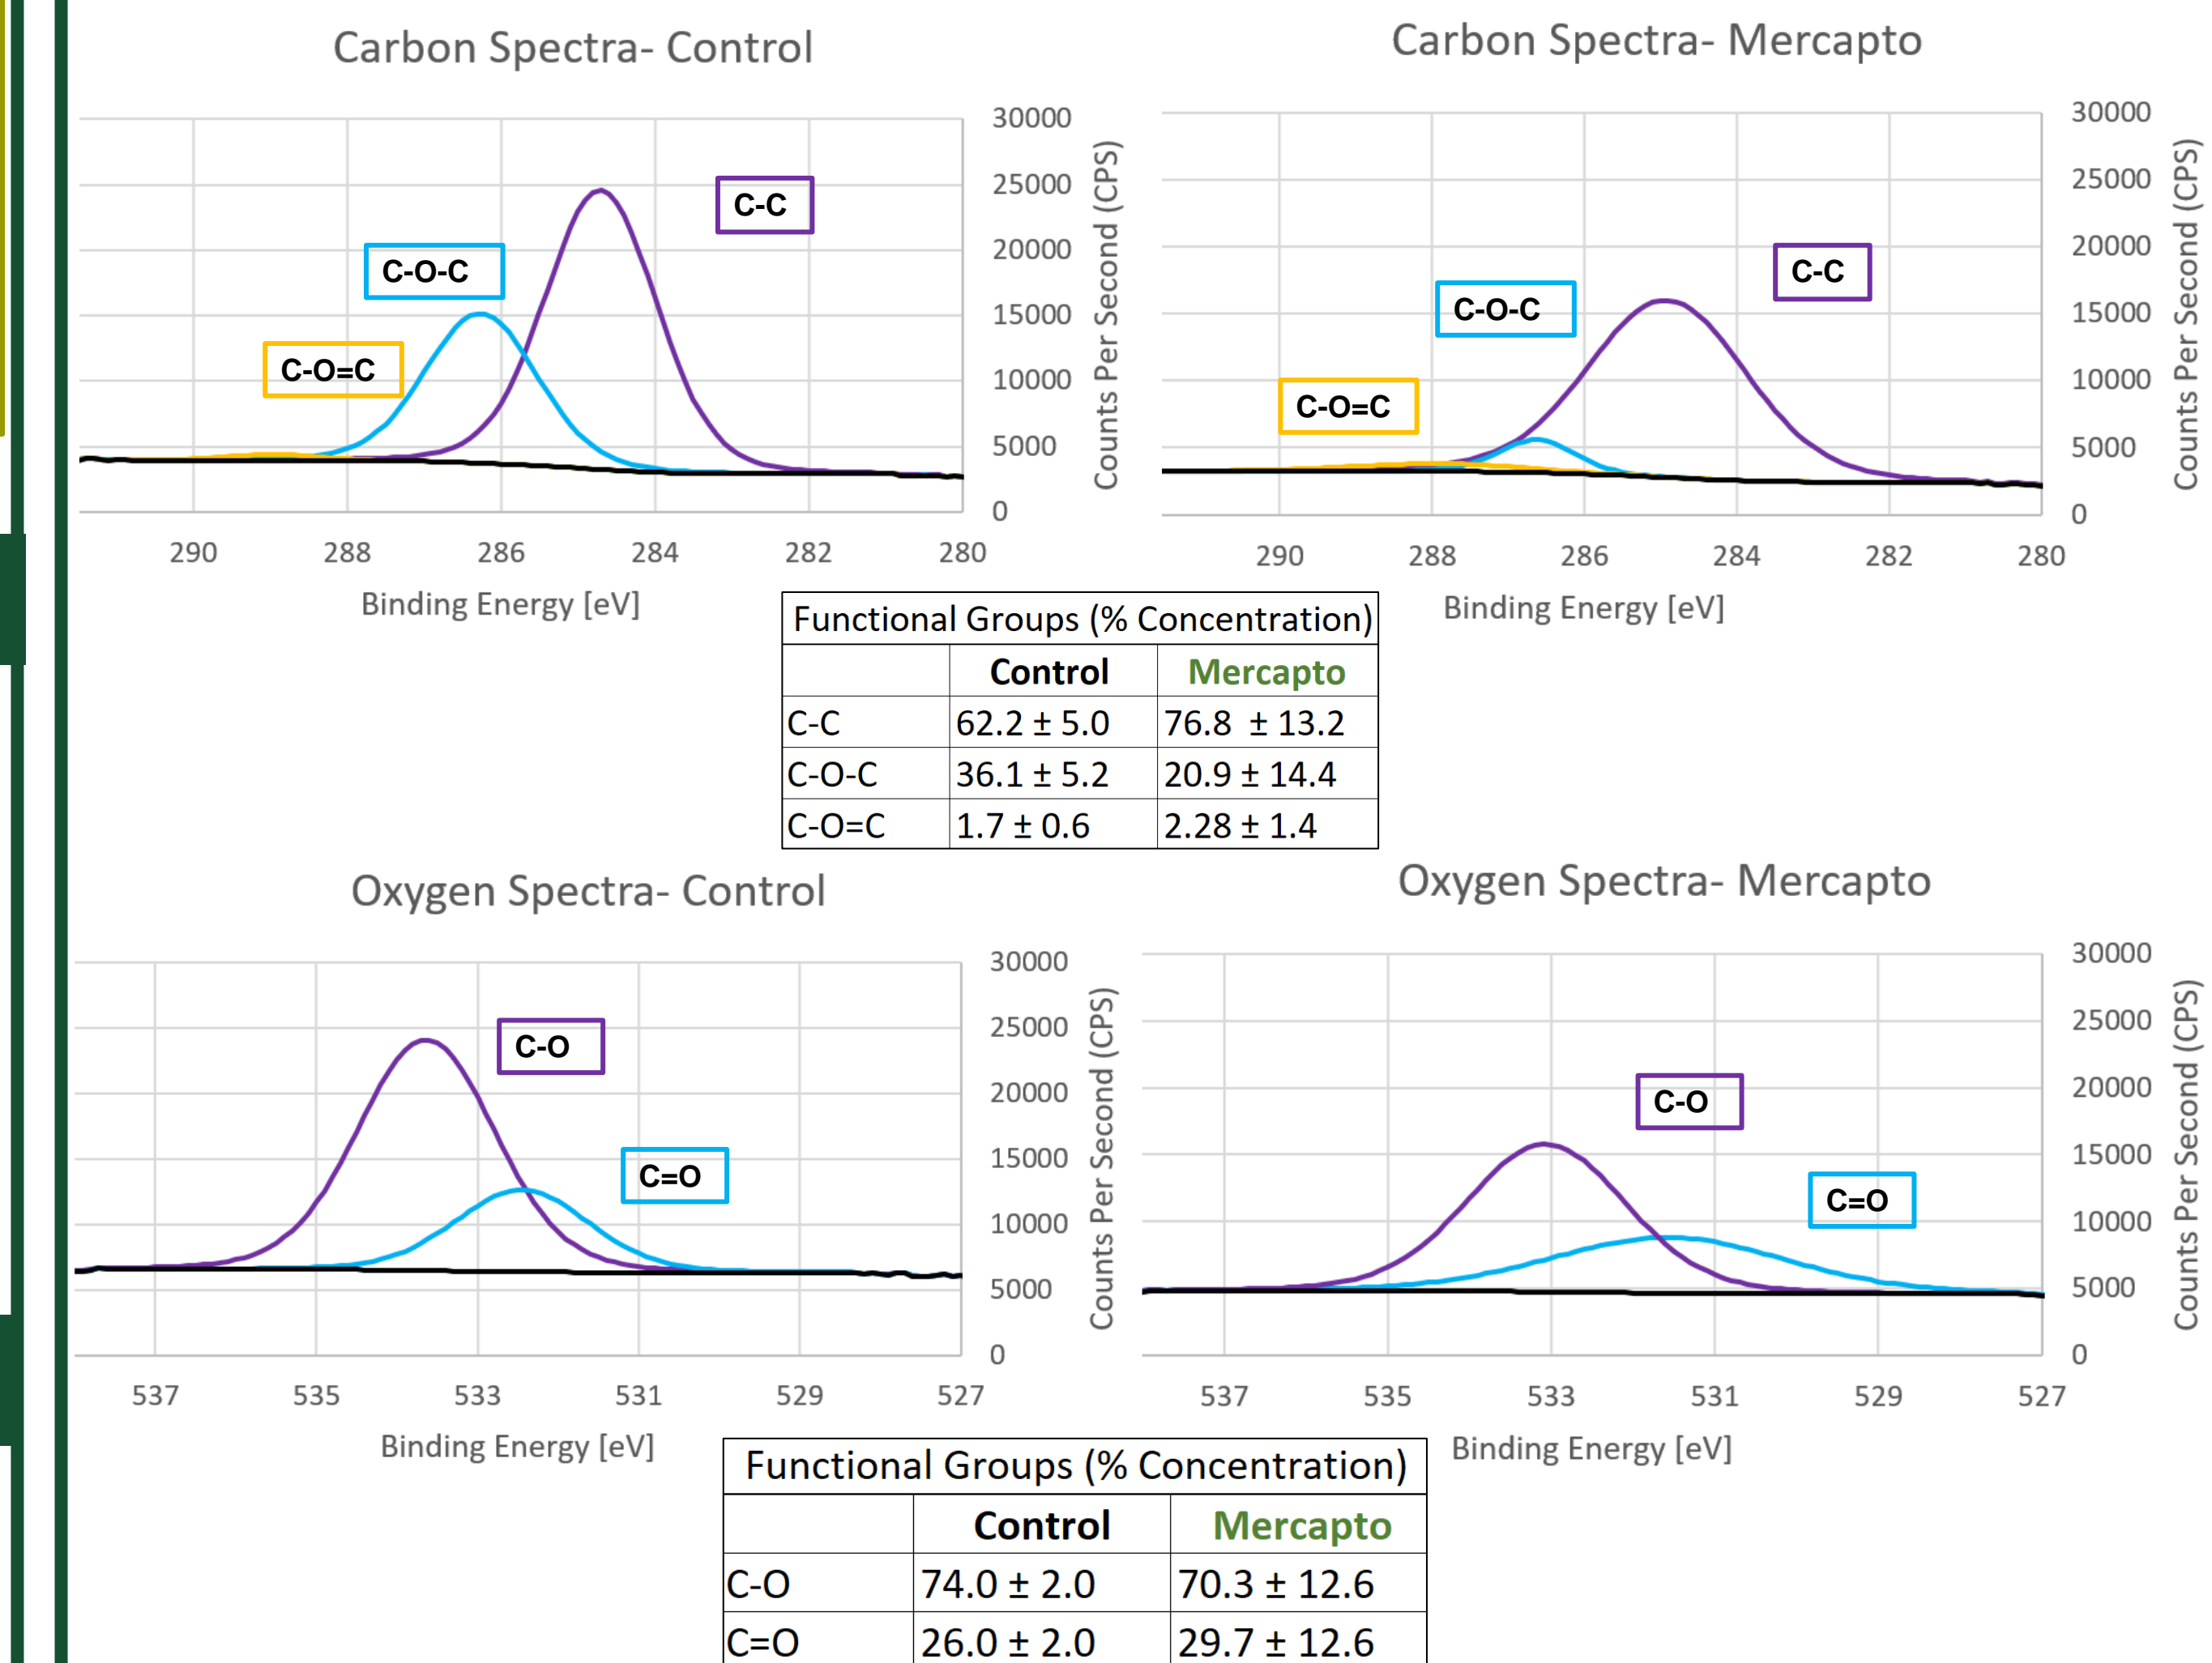 Carbon Spectra- Control
30000
25000
20000
15000
10000
5000
0
Counts Per Second (CPS)
C-C
C-O-C
C-O=C
290 288 286 284 282 280
Binding Energy [eV]
Carbon Spectra- Mercapto
30000
25000
20000
15000
10000
5000
0
Counts Per Second (CPS)
C-C
C-O-C
C-O=C
290 288 286 284 282 280
Binding Energy [eV]
Functional Groups (% Concentration)
Control Mercapto
C-C 62.2 ± 5.0 76.8 ± 13.2
C-O-C 36.1 ± 5.2 20.9 ± 14.4
C-O=C 1.7 ± 0.6 2.28 ± 1.4
Oxygen Spectra- Control
30000
25000
20000
15000
10000
5000
0
Counts Per Second (CPS)
C-O
C=O
537 535 533 531 529 527
Binding Energy [eV]
Oxygen Spectra- Mercapto
30000
25000
20000
15000
10000
5000
0
Counts Per Second (CPS)
C-O
C=O
537 535 533 531 529 527
Binding Energy [eV]
Functional Groups (% Concentration)
Control Mercapto
C-O 74.0 ± 2.0 70.3 ± 12.6
C=O 26.0 ± 2.0 29.7 ± 12.6